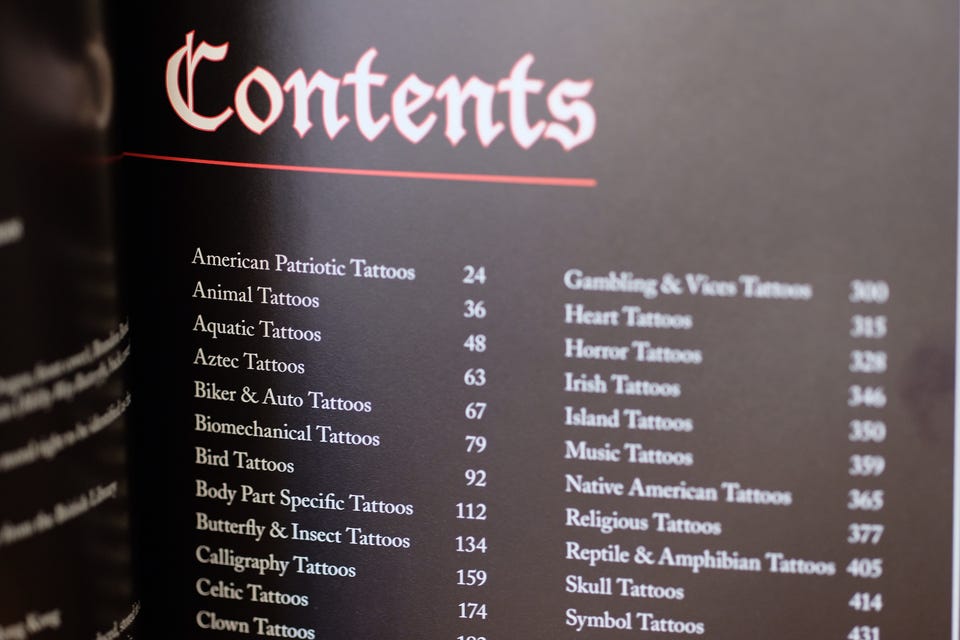 Contents
American Patriotic Tattoos 24
Animal Tattoos 36
Aquatic Tattoos 48
Aztec Tattoos 63
Biker & Auto Tattoos 67
Biomechanical Tattoos 79
Bird Tattoos 92
Body Part Specific Tattoos 112
Butterfly & Insect Tattoos 134
Calligraphy Tattoos 159
Celtic Tattoos 174
Clown Tattoos
Gambling & Vices Tattoos 300
Heart Tattoos 315
Horror Tattoos 328
Irish Tattoos 346
Island Tattoos 350
Music Tattoos 359
Native American Tattoos 365
Religious Tattoos 377
Reptile & Amphibian Tattoos 405
Skull Tattoos 414
Symbol Tattoos 431